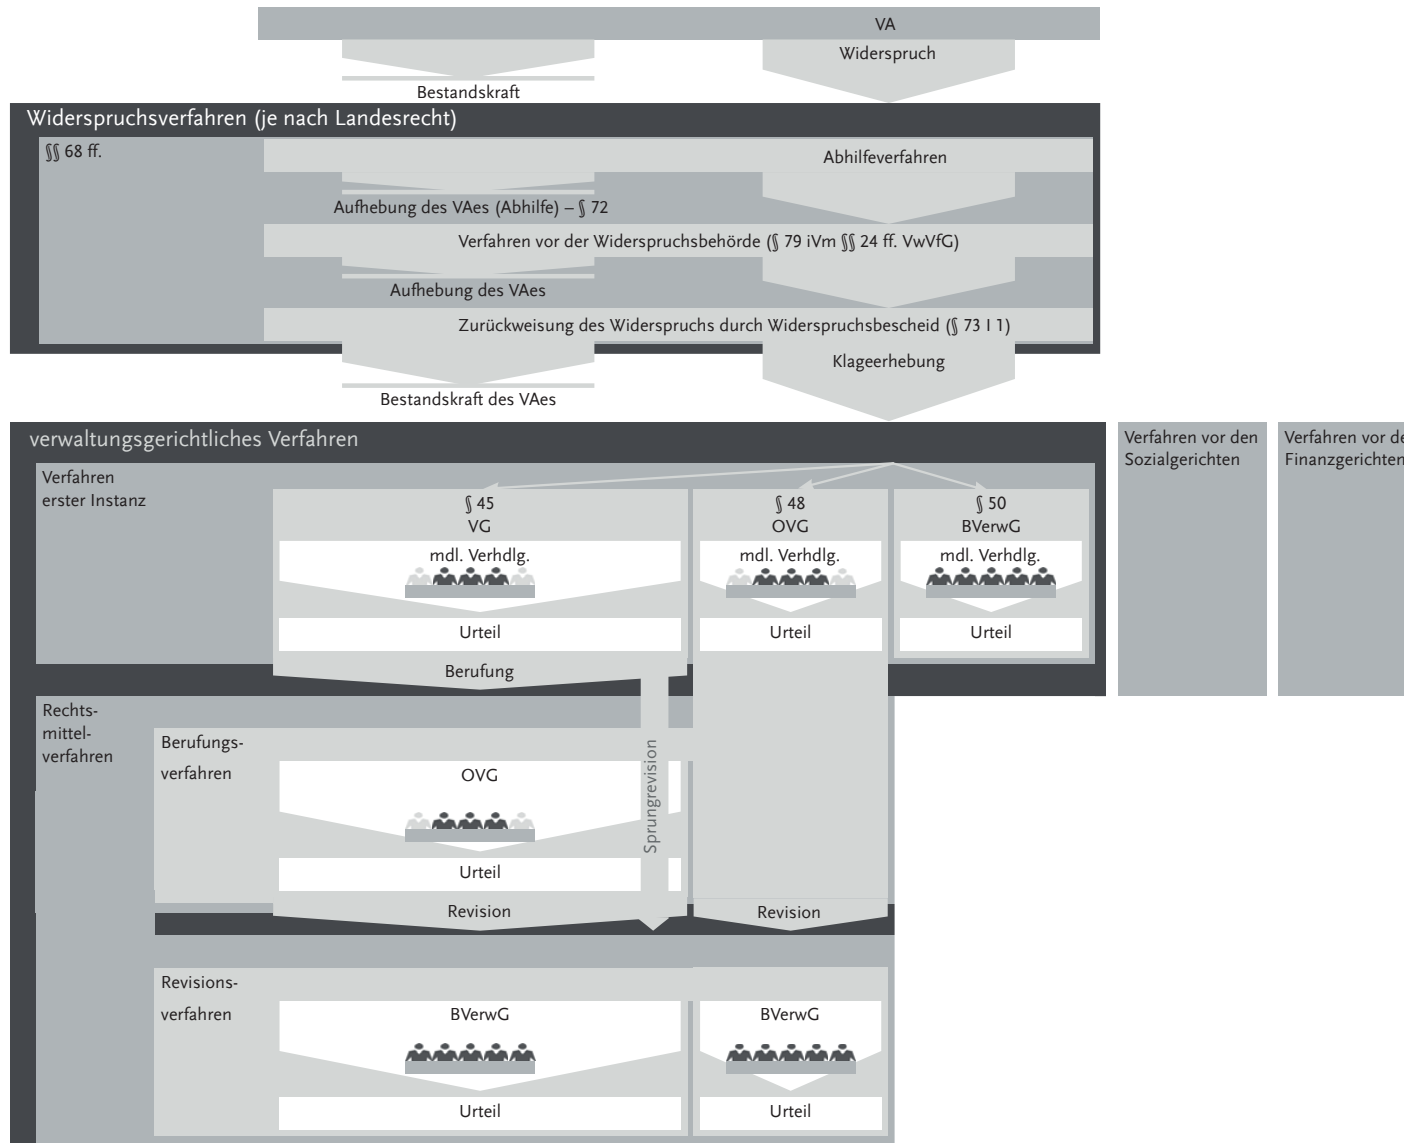 VA
Widerspruch
Bestandskraft
Widerspruchsverfahren (je nach Landesrecht)
§§ 68 ff.
Abhilfeverfahren
Aufhebung des VAes (Abhilfe) – § 72
Verfahren vor der Widerspruchsbehörde (§ 79 iVm §§ 24 ff. VwVfG)
Aufhebung des VAes
Zurückweisung des Widerspruchs durch Widerspruchsbescheid (§ 73 I 1)
Klageerhebung
Bestandskraft des VAes
verwaltungsgerichtliches Verfahren
Verfahren vor den
Sozialgerichten
Verfahren vor de
Finanzgerichten
Verfahren
erster Instanz
§ 45
VG
mdl. Verhdlg.
Urteil
§ 48
OVG
mdl. Verhdlg.
Urteil
§ 50
BVerwG
mdl. Verhdlg.
Urteil
Berufung
Rechts-
mittel-
verfahren
Berufungs-
verfahren
OVG
Urteil
Sprungrevision
Revision
Revision
Revisions-
verfahren
BVerwG
Urteil
BVerwG
Urteil